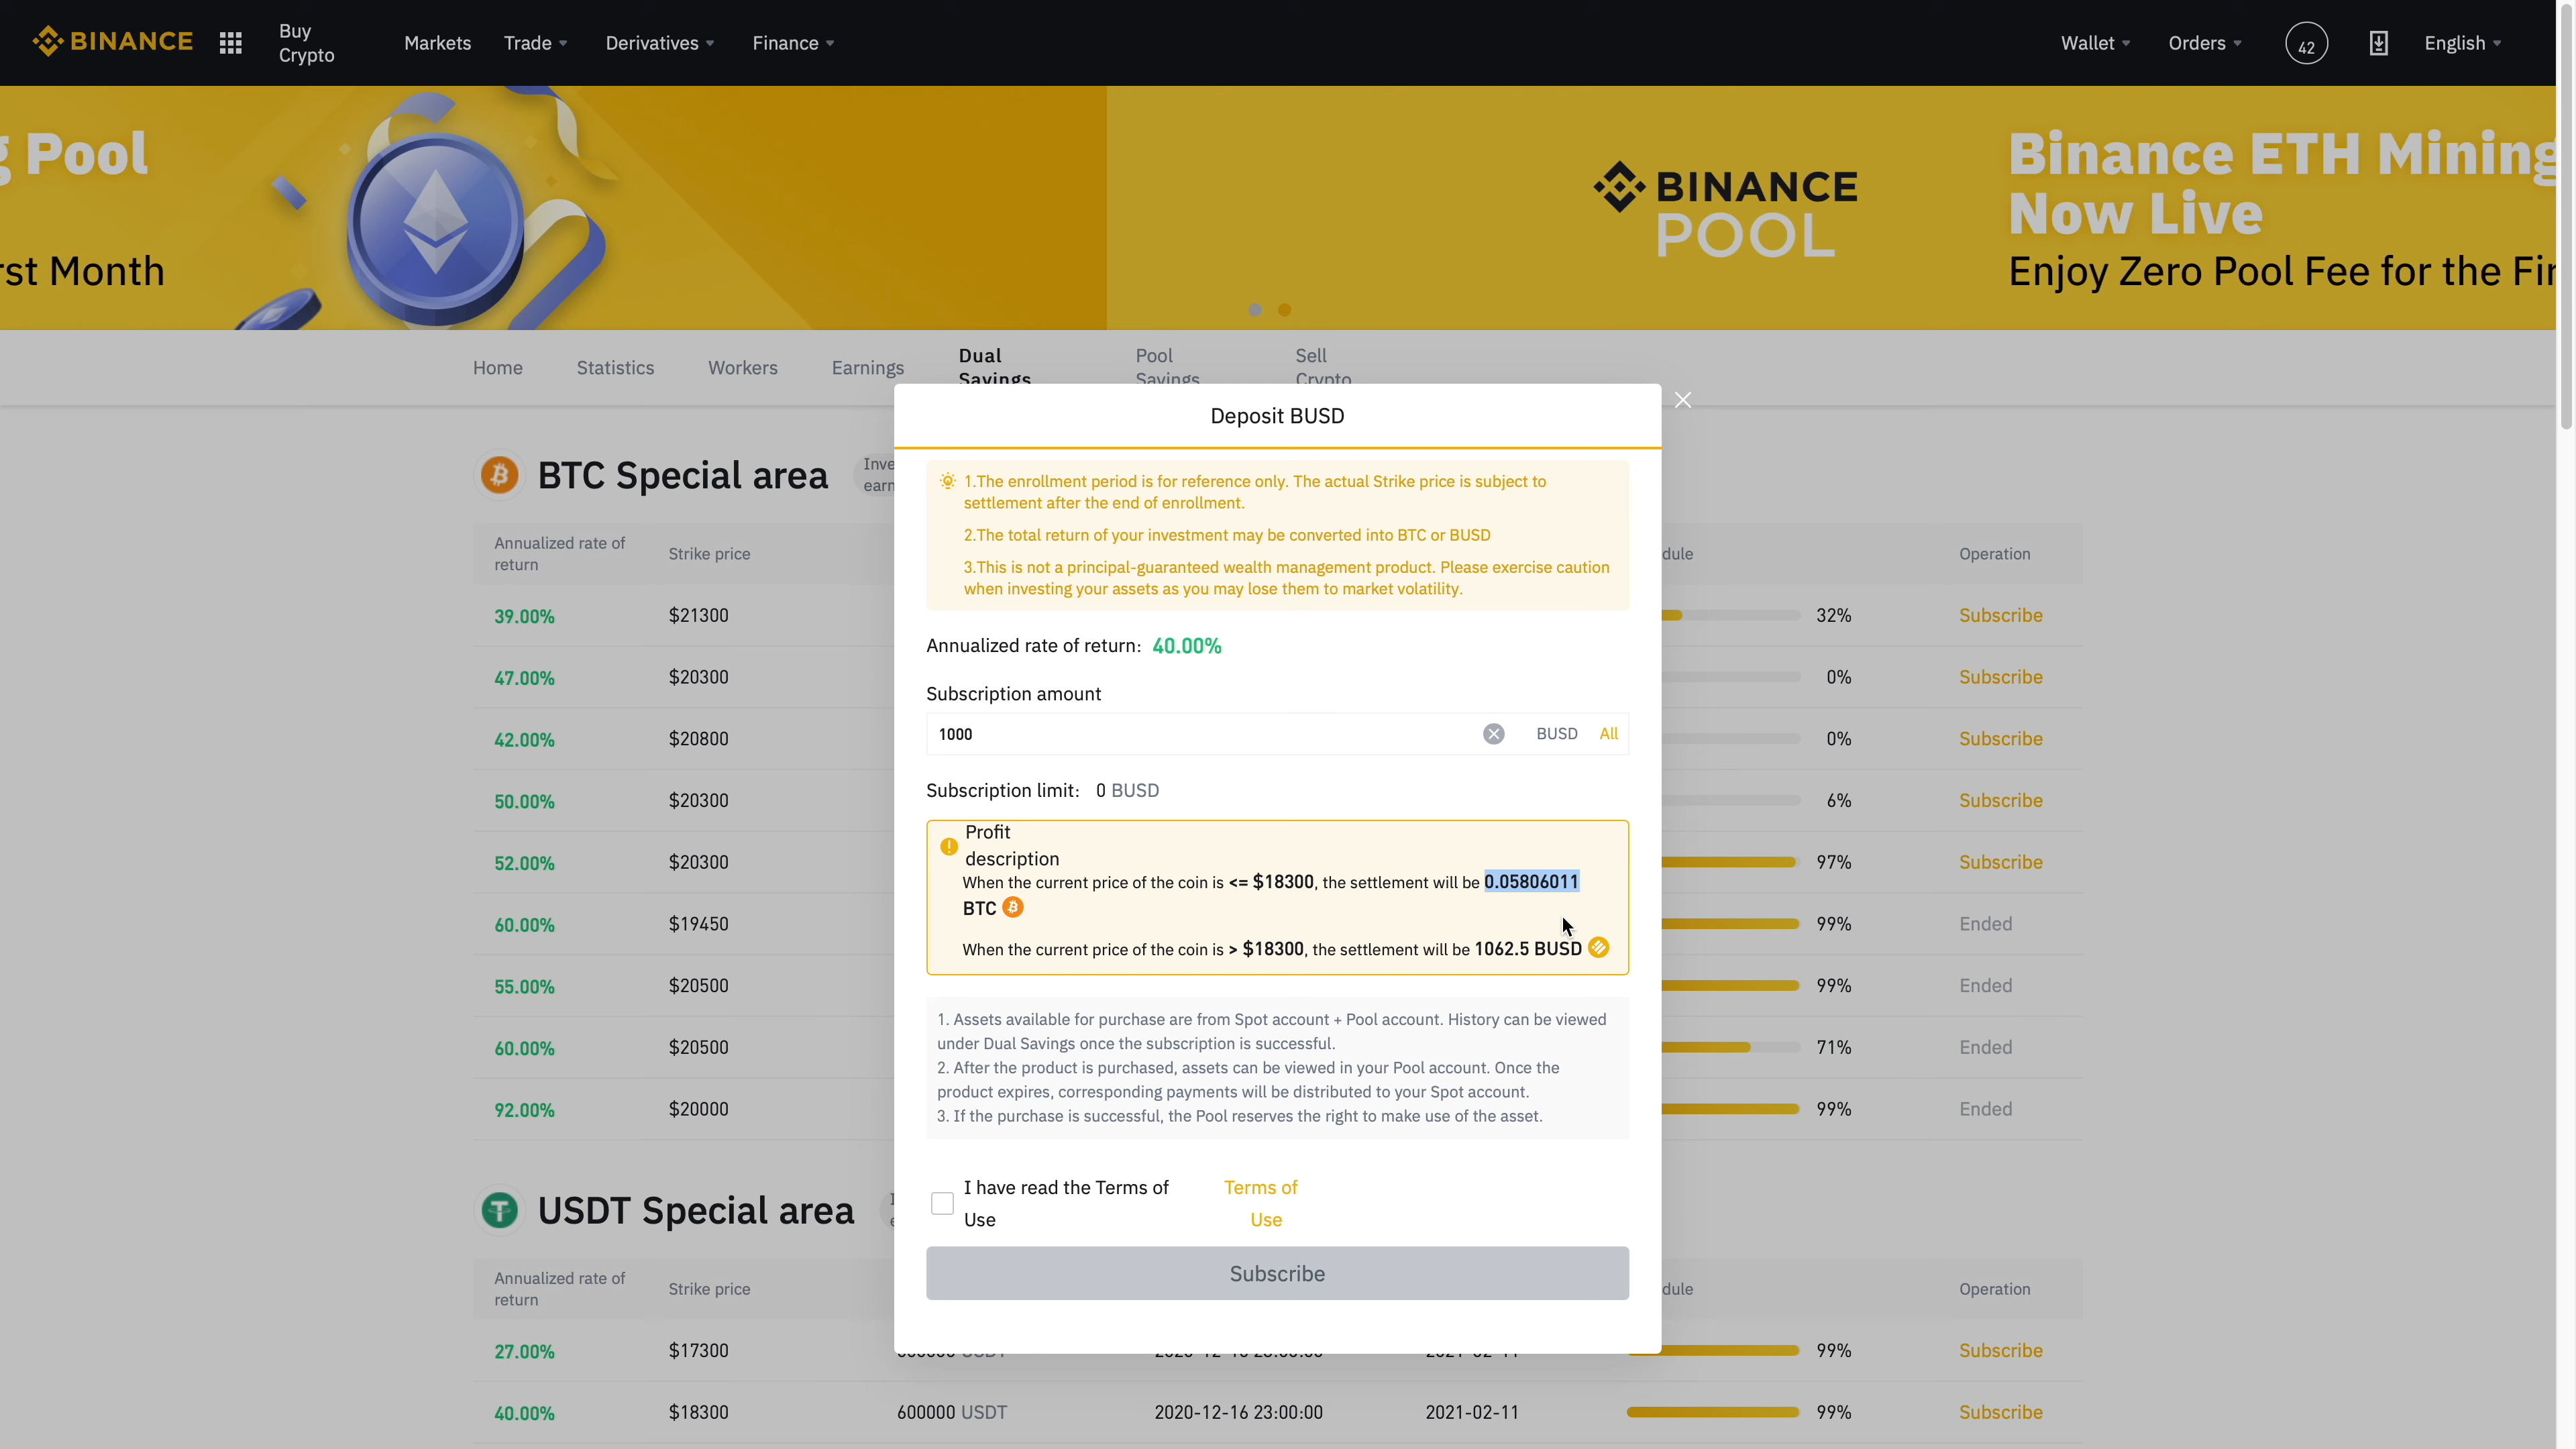 BINANCE
Buy
Crypto
Markets
Trade
Derivatives
Finance
Wallet
Orders
42
English
Pool
rst Month
BINANCE
POOL
Binance ETH Mining
Now Live
Enjoy Zero Pool Fee for the Fir
Home
Statistics
Workers
Earnings
Dual
Savings
Pool
Savings
Sell
Crypto
Deposit BUSD
BTC Special area
Inve
earn
1.The enrollment period is for reference only. The actual Strike price is subject to
settlement after the end of enrollment.
2.The total return of your investment may be converted into BTC or BUSD
3.This is not a principal-guaranteed wealth management product. Please exercise caution
when investing your assets as you may lose them to market volatility.
Annualized rate of return: 40.00%
Subscription amount
1000
BUSD
All
Subscription limit: 0 BUSD
Profit
description
When the current price of the coin is <= $18300, the settlement will be 0.05806011
BTC
When the current price of the coin is > $18300, the settlement will be 1062.5 BUSD
1. Assets available for purchase are from Spot account + Pool account. History can be viewed
under Dual Savings once the subscription is successful.
2. After the product is purchased, assets can be viewed in your Pool account. Once the
product expires, corresponding payments will be distributed to your Spot account.
3. If the purchase is successful, the Pool reserves the right to make use of the asset.
I have read the Terms of
Use
Terms of
Use
Subscribe
Annualized rate of
return
Strike price
dule
Operation
39.00% $21300 32% Subscribe
47.00% $20300 0% Subscribe
42.00% $20800 0% Subscribe
50.00% $20300 6% Subscribe
52.00% $20300 97% Subscribe
60.00% $19450 99% Ended
55.00% $20500 99% Ended
60.00% $20500 71% Ended
92.00% $20000 99% Ended
USDT Special area
Annualized rate of
return
Strike price
dule
Operation
27.00% $17300 99% Subscribe
40.00% $18300 600000 USDT 2020-12-16 23:00:00 2021-02-11 99% Subscribe